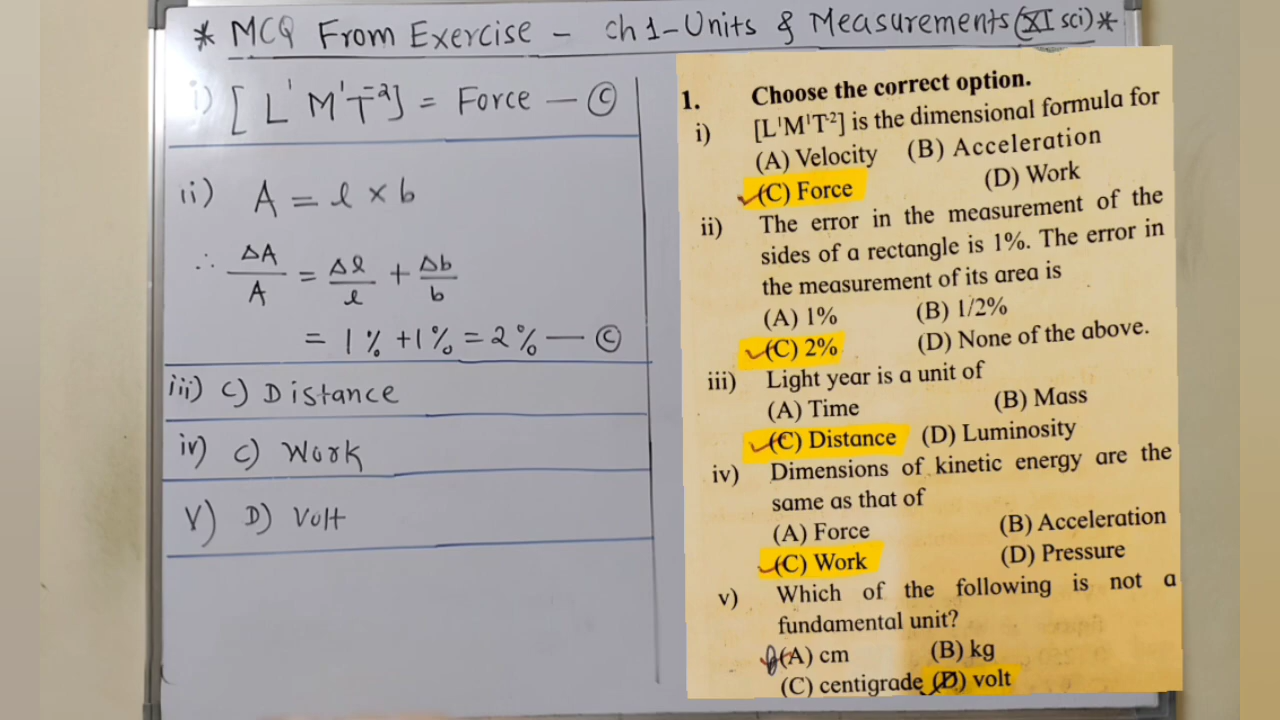 * MCQ From Exercise - Ch 1-Units & Measurements (XI sci) *
i) [L¹M¹T⁻²] = Force — Ⓒ
ii) A = l × b
∴ ΔA/A = Δl/l + Δb/b
= 1% + 1% = 2% — Ⓒ
iii) C) Distance
iv) C) Work
V) D) Volt
1. Choose the correct option.
i) [L¹M¹T⁻²] is the dimensional formula for
(A) Velocity (B) Acceleration
(C) Force (D) Work
ii) The error in the measurement of the
sides of a rectangle is 1%. The error in
the measurement of its area is
(A) 1% (B) 1/2%
(C) 2% (D) None of the above.
iii) Light year is a unit of
(A) Time (B) Mass
(C) Distance (D) Luminosity
iv) Dimensions of kinetic energy are the
same as that of
(A) Force (B) Acceleration
(C) Work (D) Pressure
v) Which of the following is not a
fundamental unit?
(A) cm (B) kg
(C) centigrade (D) volt